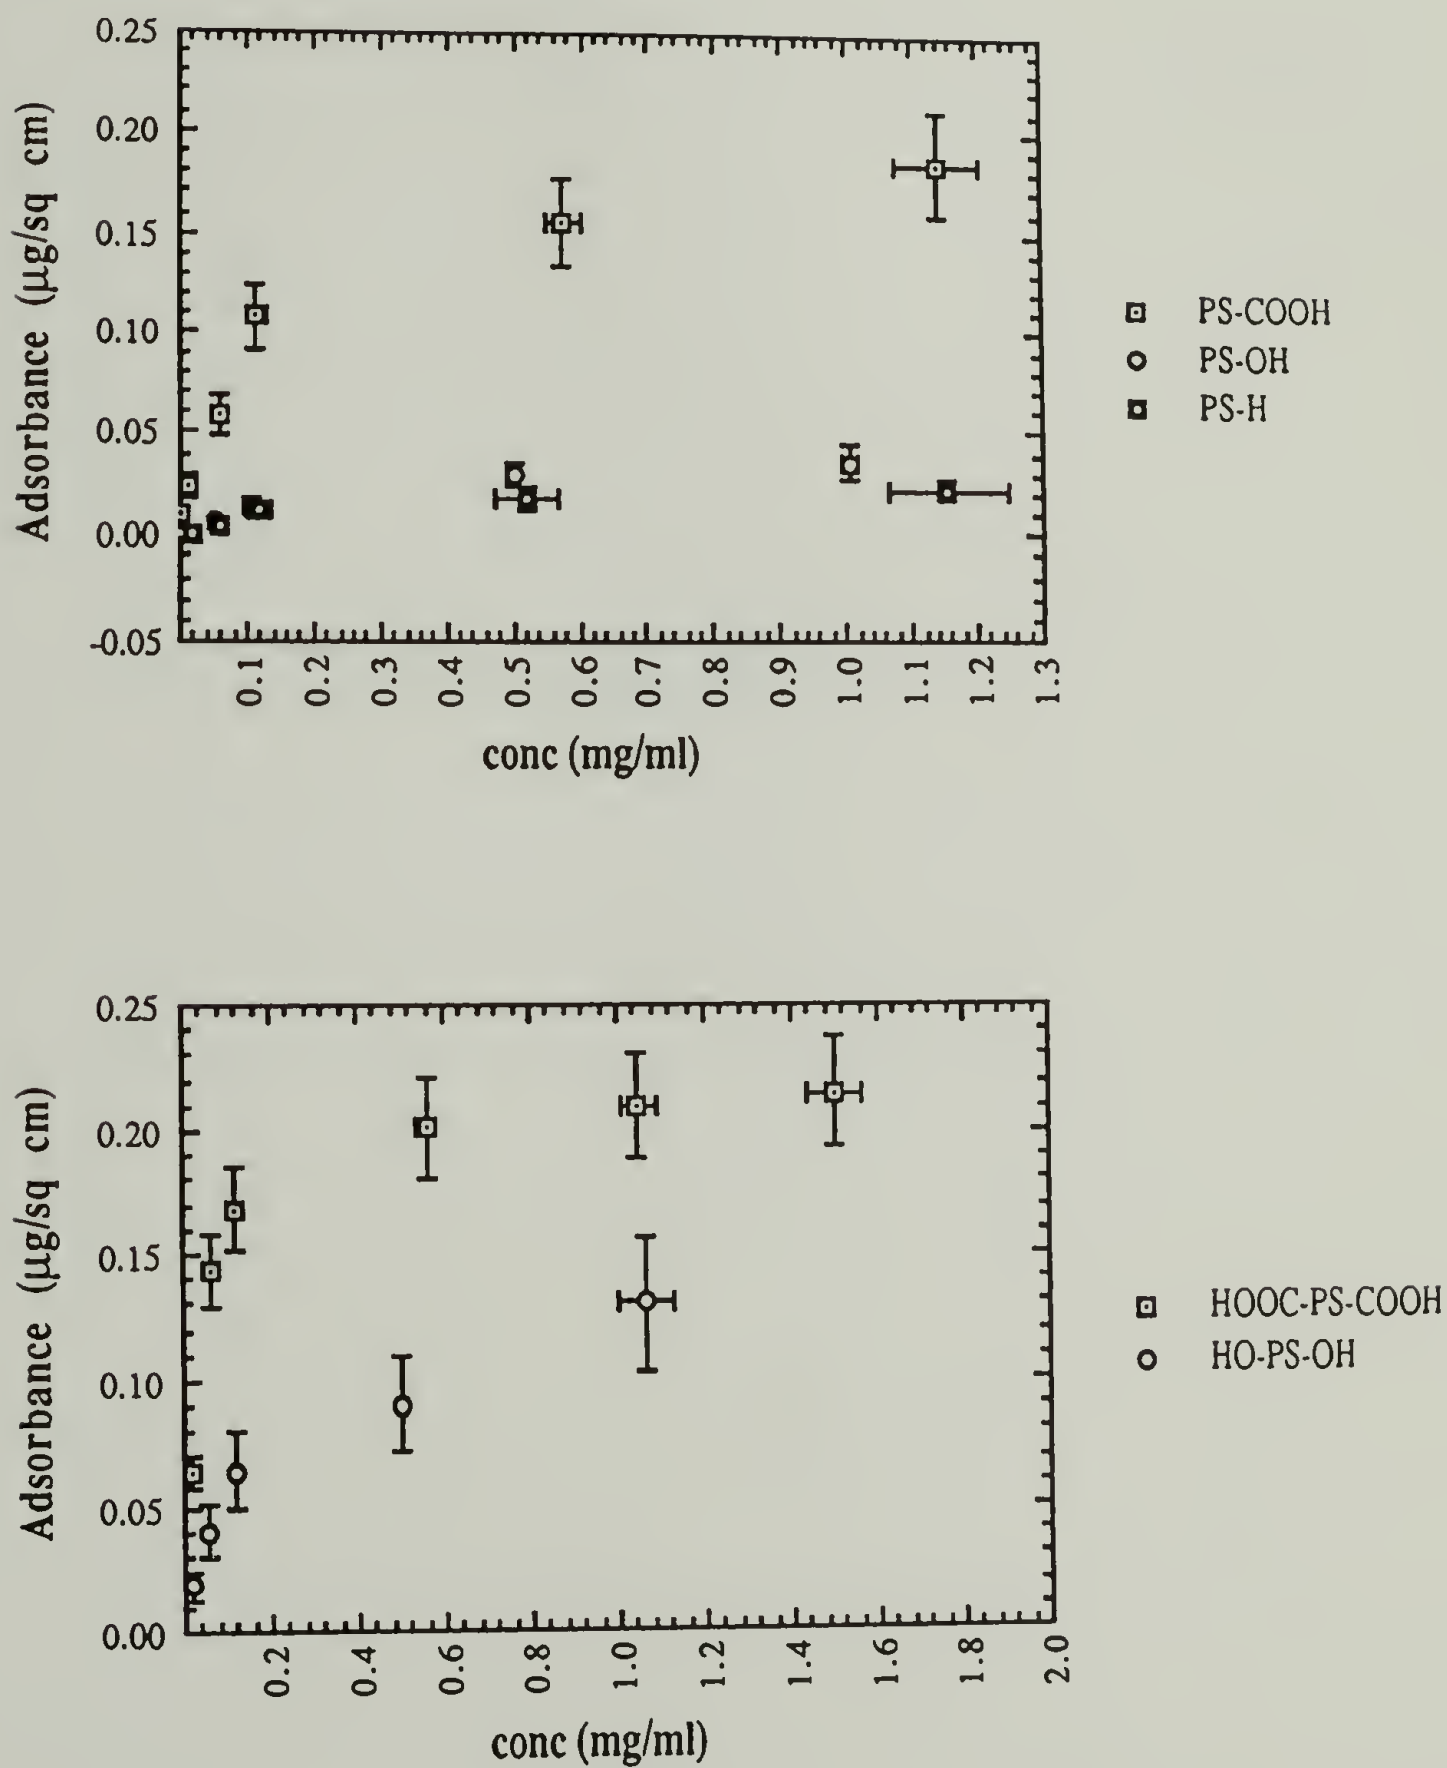 0.25
0.20
0.15
0.10
0.05
0.00
-0.05
Adsorbance (µg/sq cm)
0.1 0.2 0.3 0.4 0.5 0.6 0.7 0.8 0.9 1.0 1.1 1.2 1.3
conc (mg/ml)
PS-COOH
PS-OH
PS-H
0.25
0.20
0.15
0.10
0.05
0.00
Adsorbance (µg/sq cm)
0.2 0.4 0.6 0.8 1.0 1.2 1.4 1.6 1.8 2.0
conc (mg/ml)
HOOC-PS-COOH
HO-PS-OH